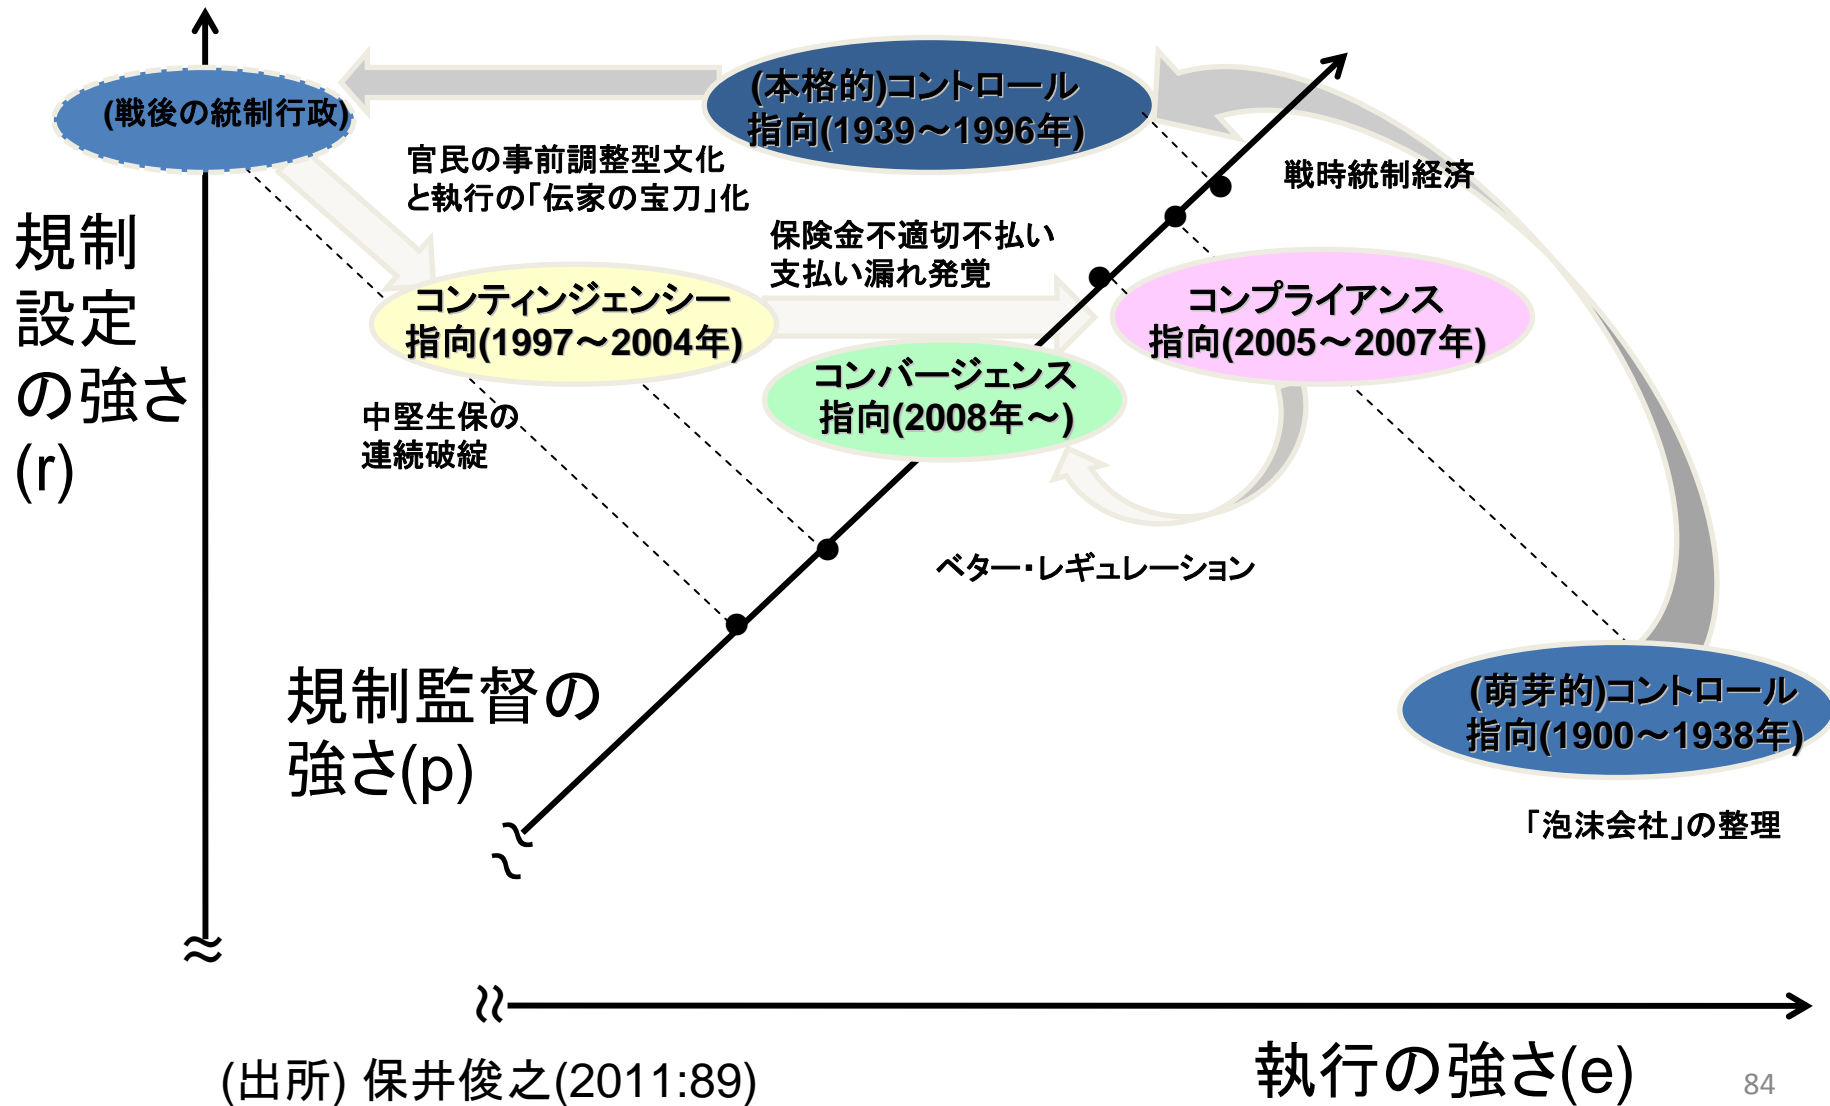 (戦後の統制行政)
(本格的)コントロール
指向(1939～1996年)
官民の事前調整型文化
と執行の「伝家の宝刀」化
戦時統制経済
規制
設定
の強さ
(r)
保険金不適切不払い
支払い漏れ発覚
コンティンジェンシー
指向(1997～2004年)
コンプライアンス
指向(2005～2007年)
コンバージェンス
指向(2008年～)
中堅生保の
連続破綻
ベター・レギュレーション
規制監督の
強さ(p)
(萌芽的)コントロール
指向(1900～1938年)
「泡沫会社」の整理
執行の強さ(e)
(出所) 保井俊之(2011:89)
84